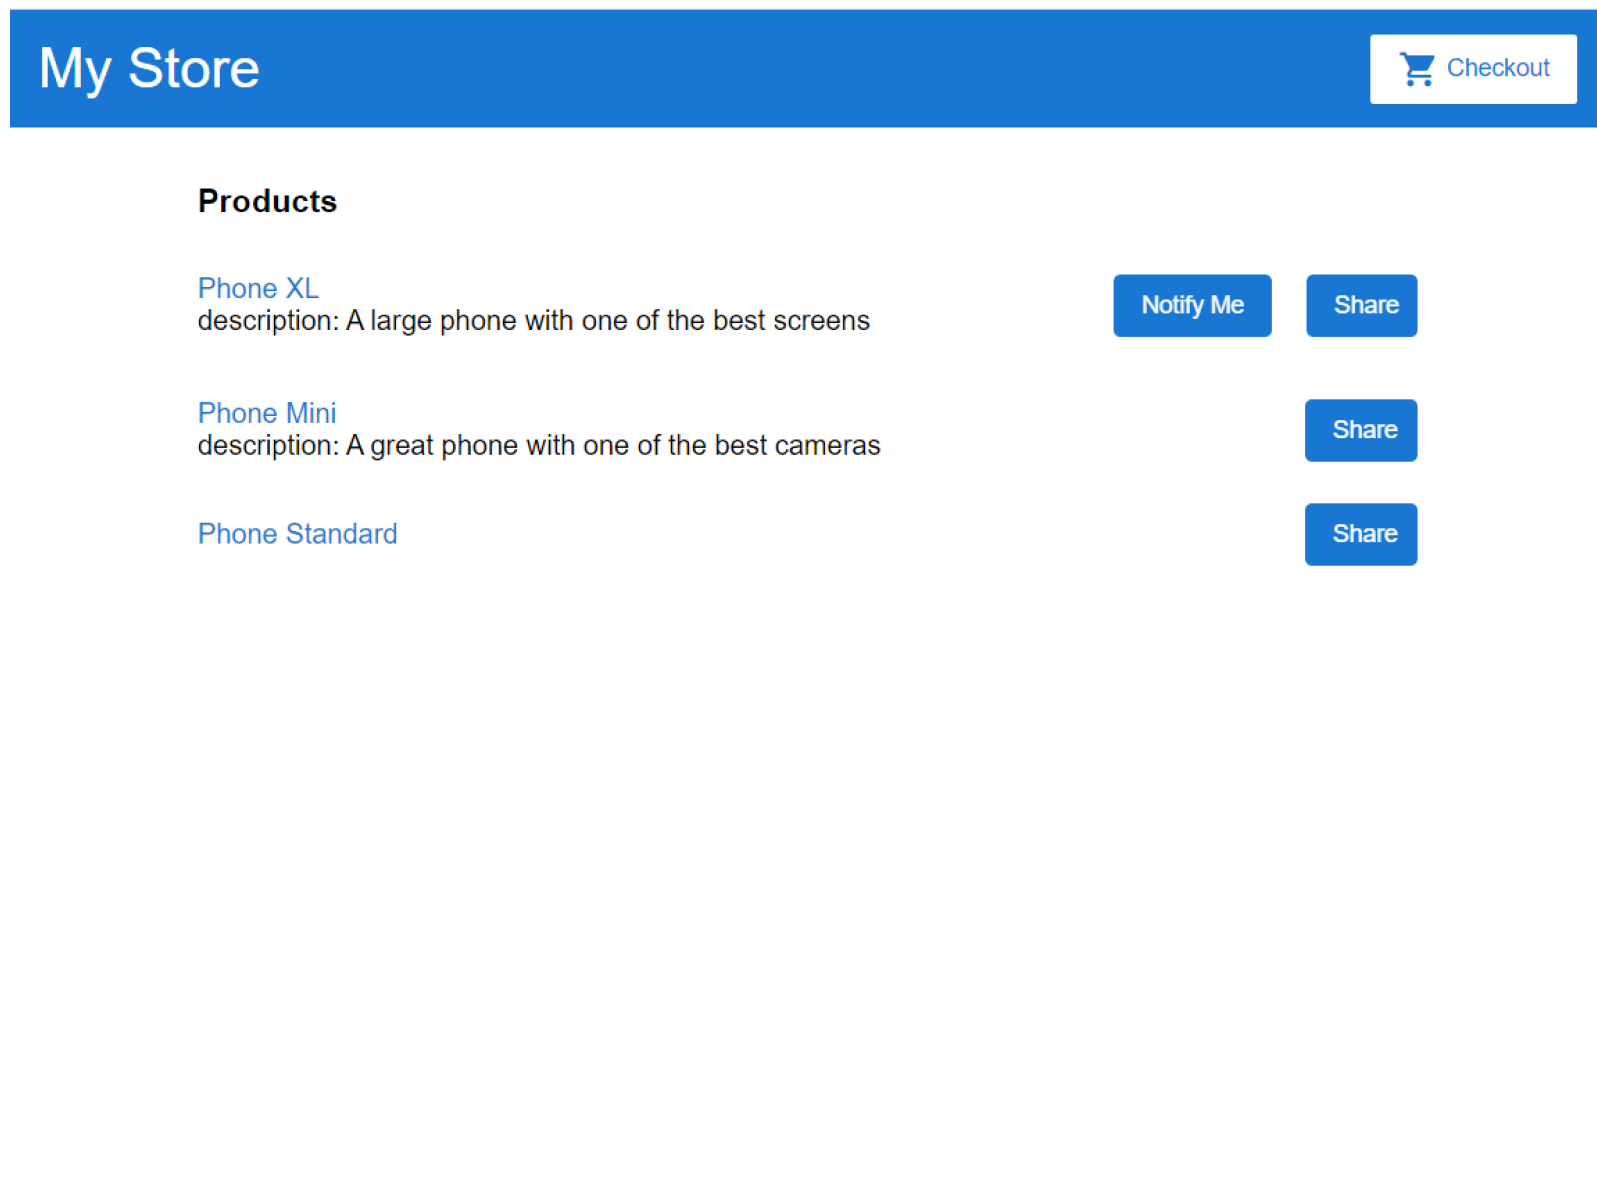 My Store
Checkout
Products
Phone XL
description: A large phone with one of the best screens
Notify Me
Share
Phone Mini
description: A great phone with one of the best cameras
Share
Phone Standard
Share